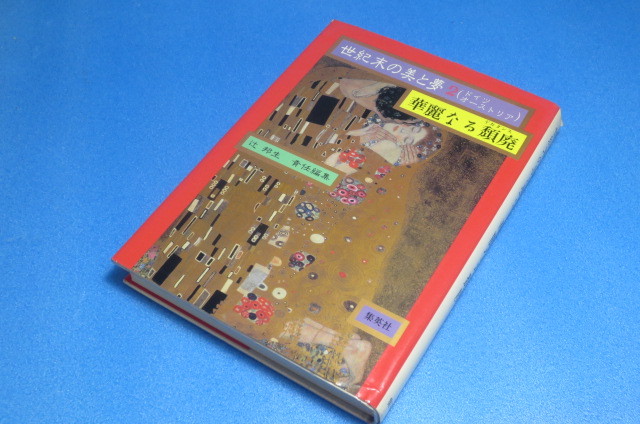 世紀末の美と夢 2 (ドイツ
オーストリア)
華麗なる頽廃
辻 邦生 責任編集
集英社